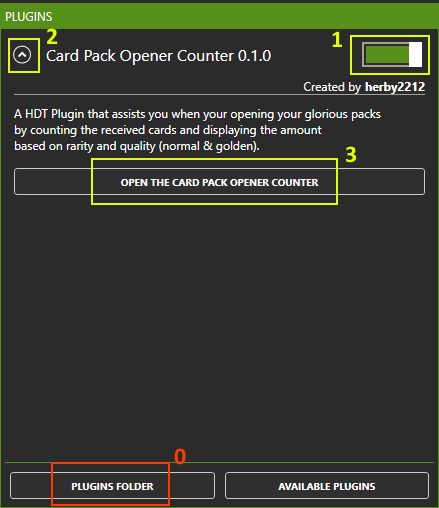 PLUGINS
2
1
Card Pack Opener Counter 0.1.0
Created by herby2212
A HDT Plugin that assists you when your opening your glorious packs
by counting the received cards and displaying the amount
based on rarity and quality (normal & golden).
3
OPEN THE CARD PACK OPENER COUNTER
0
PLUGINS FOLDER
AVAILABLE PLUGINS